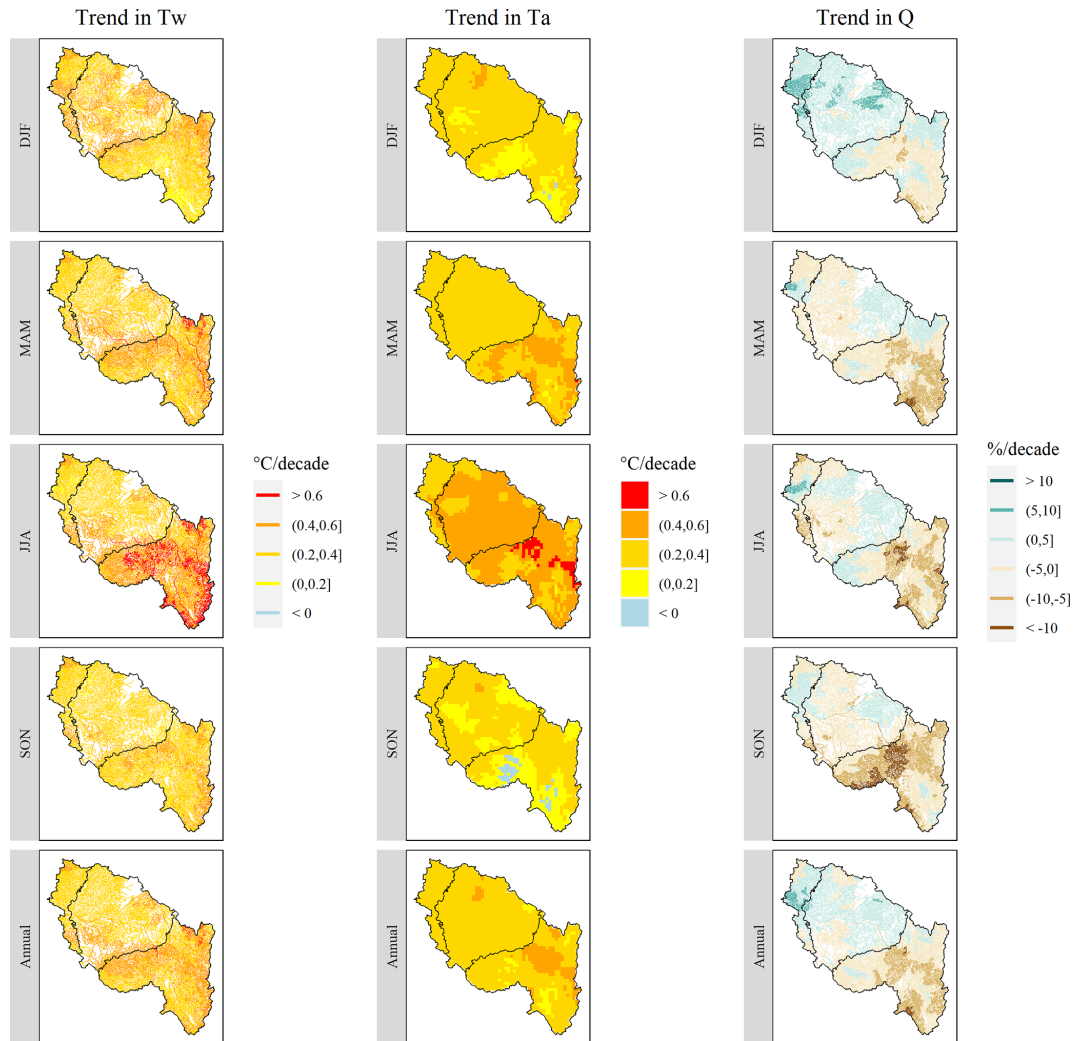 Trend in Tw
Trend in Ta
Trend in Q
DJF
DJF
DJF
MAM
MAM
MAM
JJA
JJA
JJA
°C/decade
> 0.6
(0.4,0.6]
(0.2,0.4]
(0,0.2]
< 0
°C/decade
> 0.6
(0.4,0.6]
(0.2,0.4]
(0,0.2]
< 0
%/decade
> 10
(5,10]
(0,5]
(-5,0]
(-10,-5]
< -10
SON
SON
SON
Annual
Annual
Annual